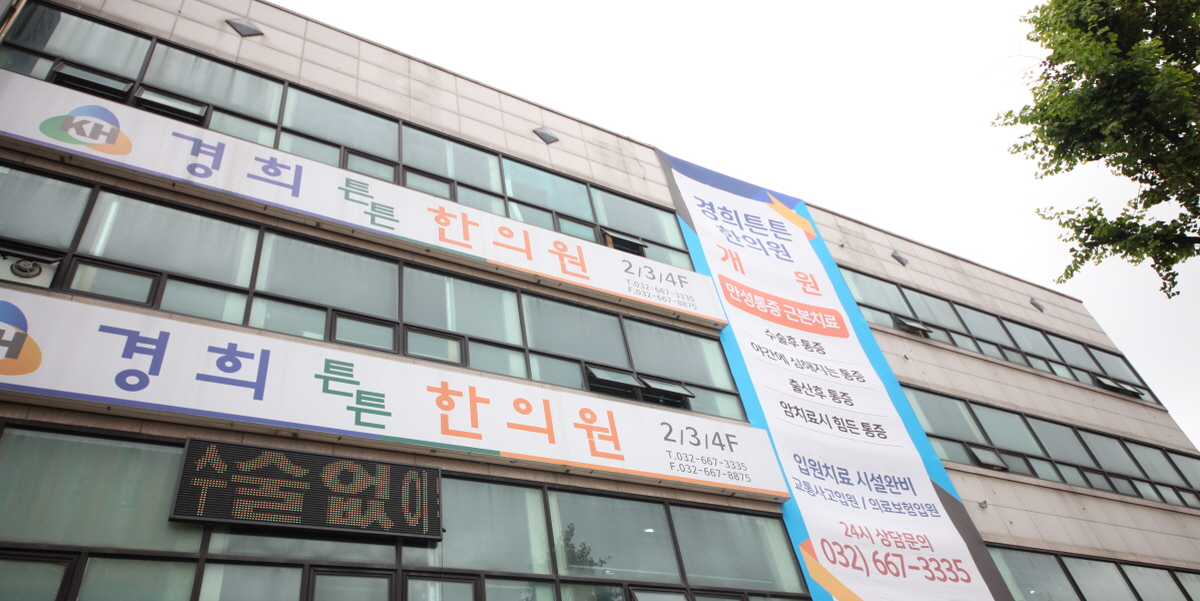 KH 경희 튼튼 한의원 2/3/4F
T.032-667-3335
F.032-667-8875
경희 튼튼 한의원 2/3/4F
T.032-667-3335
F.032-667-8875
수술없이
경희튼튼
한의원
개 원
만성통증 근본치료
수술후 통증
야간에 심해지는 통증
출산후 통증
암치료시 힘든 통증
입원치료 시설완비
교통사고입원 / 의료보험입원
24시 상담문의
032) 667-3335